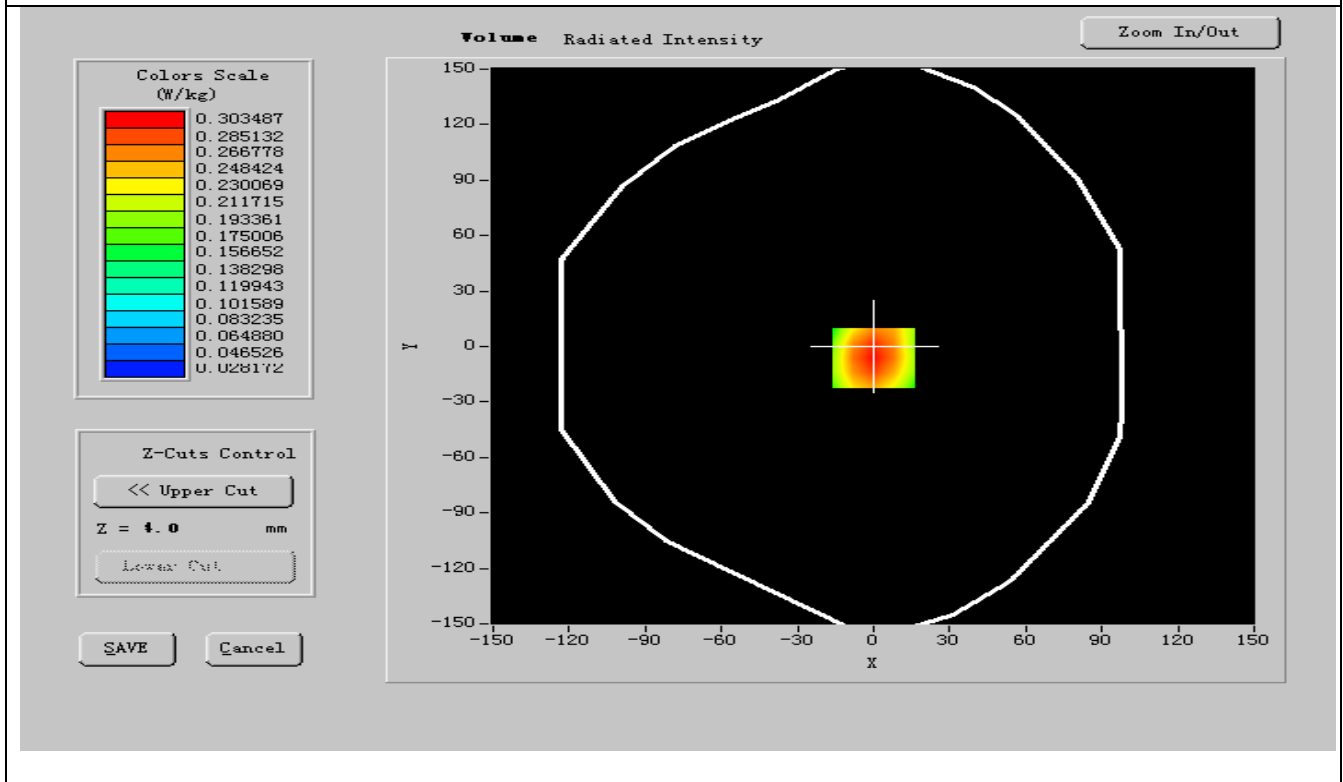 Volume Radiated Intensity
Zoom In/Out
Colors Scale
(W/kg)
0.303487
0.285132
0.266778
0.248424
0.230069
0.211715
0.193361
0.175006
0.156652
0.138298
0.119943
0.101589
0.083235
0.064880
0.046526
0.028172
Z-Cuts Control
<< Upper Cut
Z = 4.0 mm
Lower Cut
SAVE
Cancel
150
120
90
60
30
0
-30
-60
-90
-120
-150
Y
-150 -120 -90 -60 -30 0 30 60 90 120 150
X